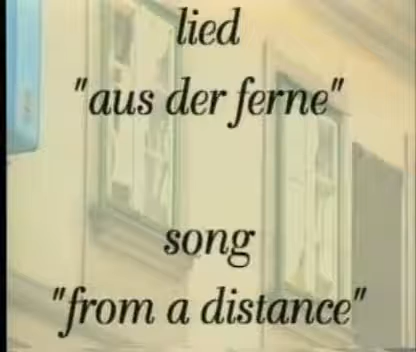 lied
"aus der ferne"
song
"from a distance"